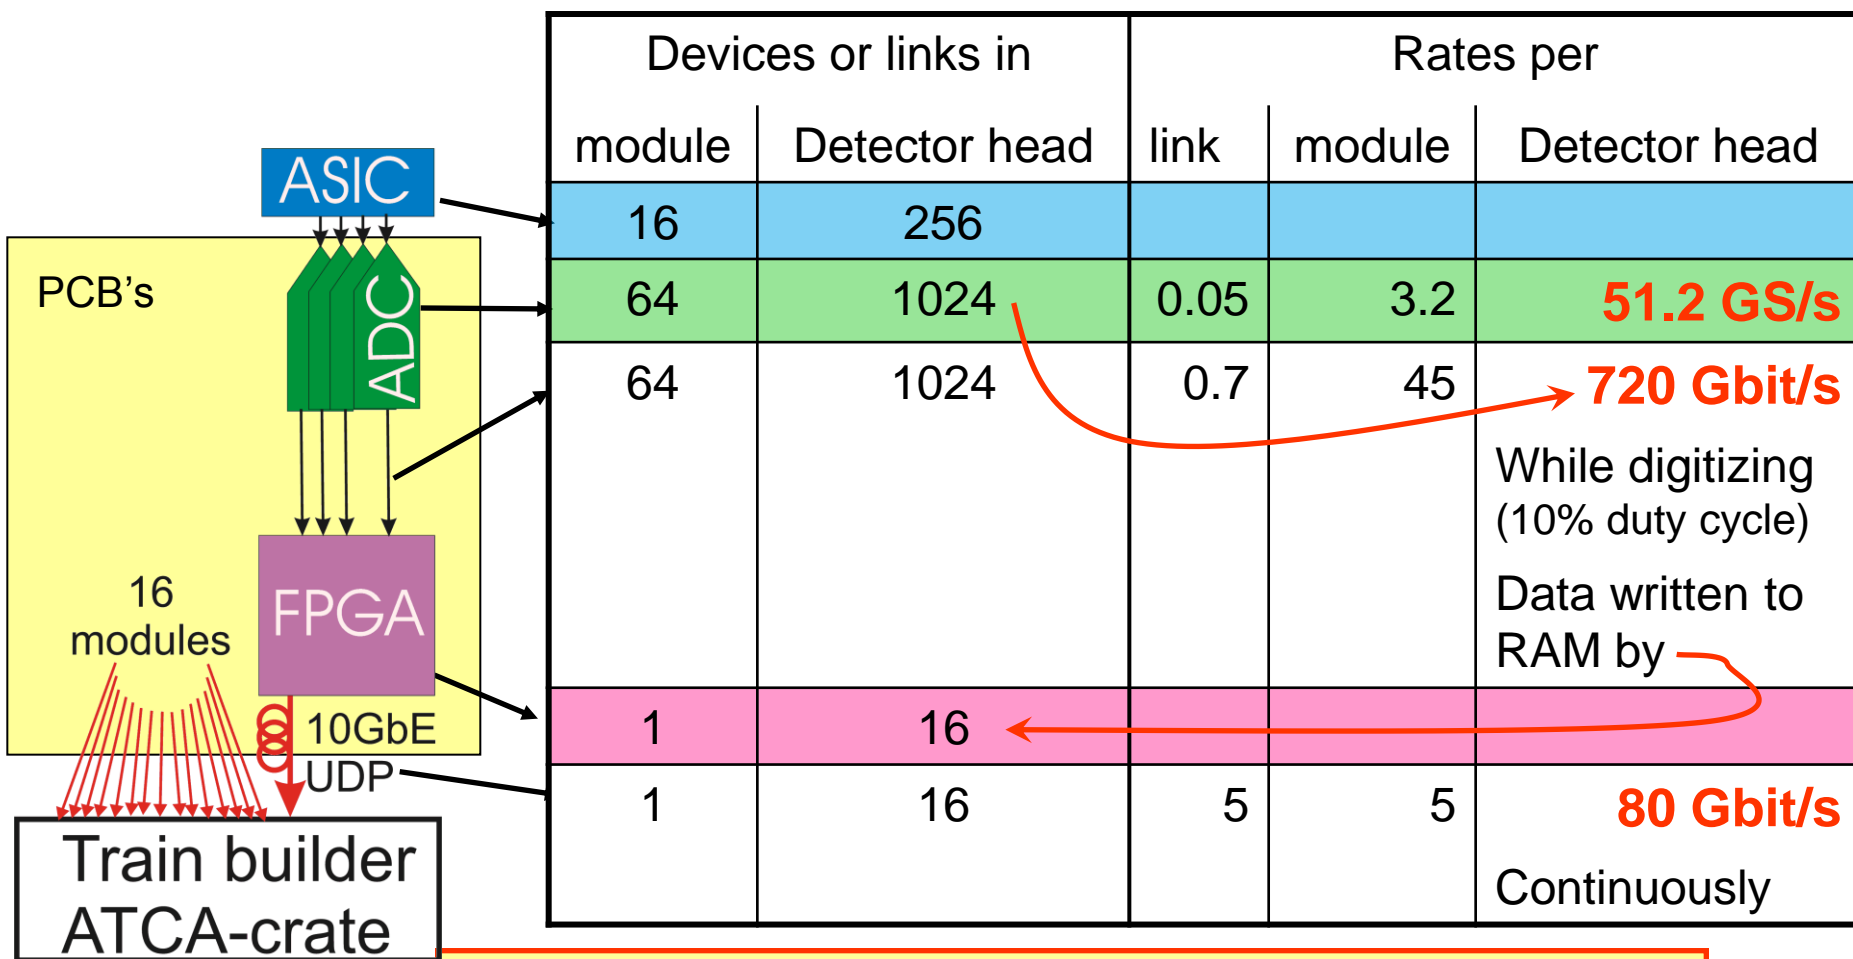 Devices or links in Rates per
module Detector head link module Detector head
ASIC
16 256
PCB's
ADC
64 1024 0.05 3.2 51.2 GS/s
64 1024 0.7 45 720 Gbit/s
While digitizing
(10% duty cycle)
16
modules
FPGA
Data written to
RAM by
1 16
10GbE
UDP
1 16 5 5 80 Gbit/s
Continuously
Train builder
ATCA-crate